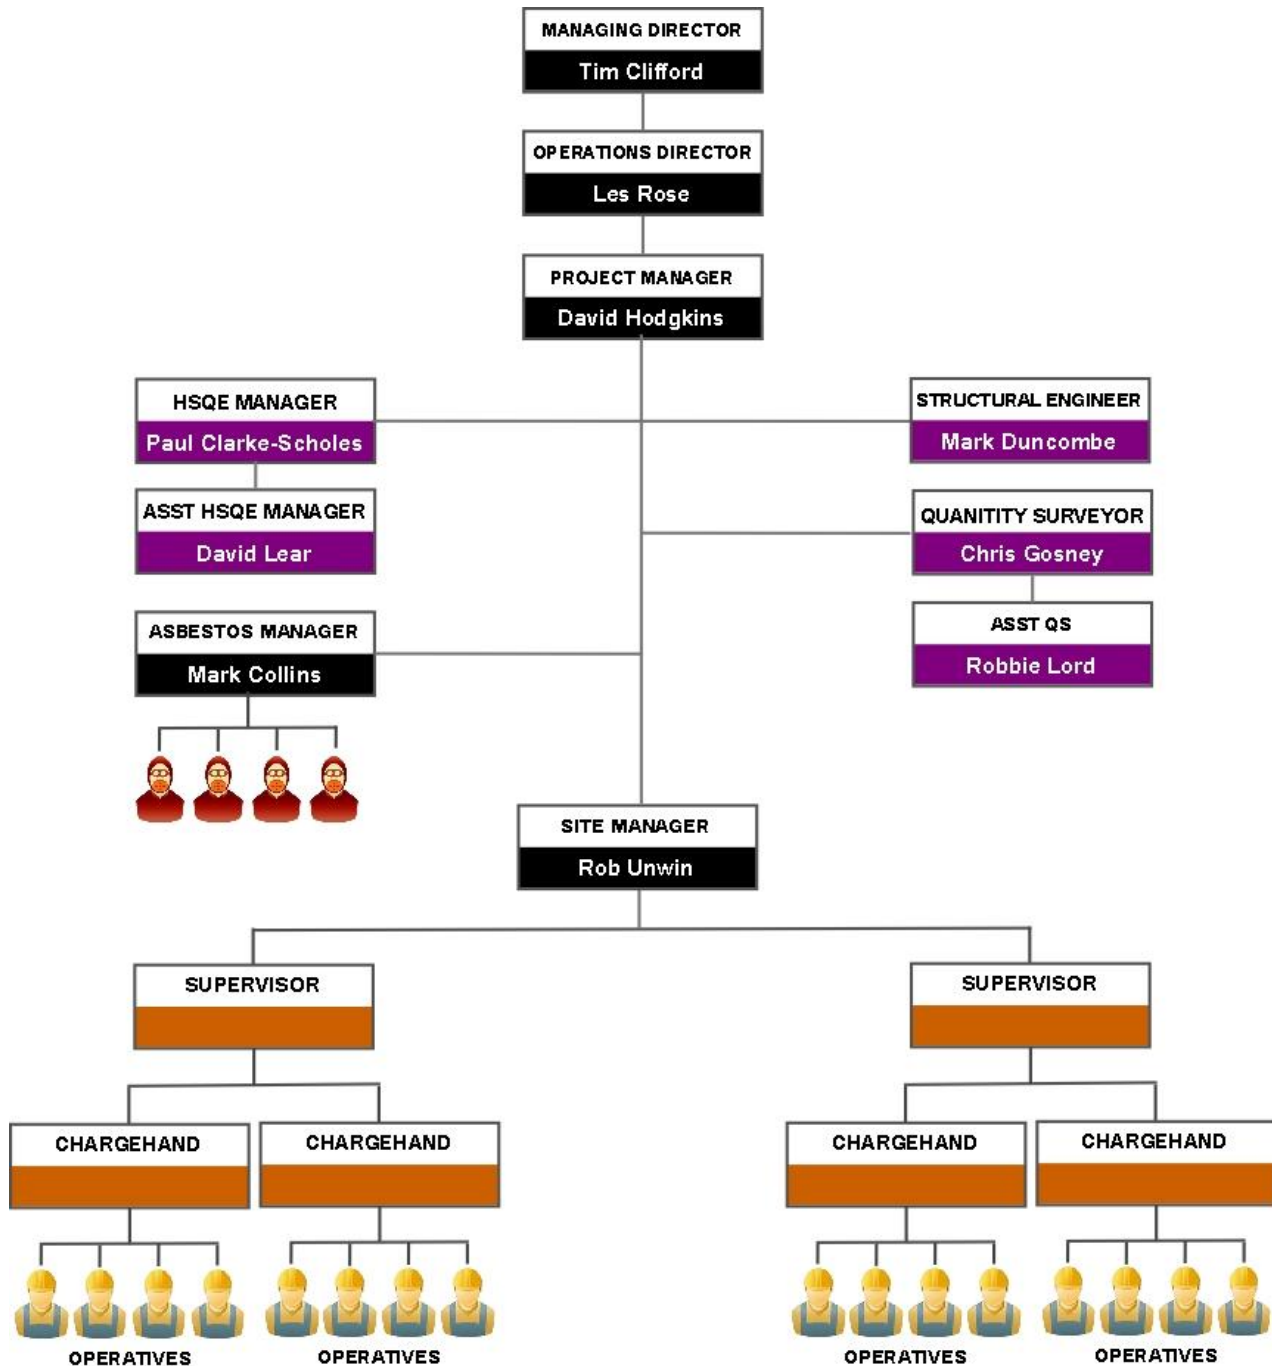 MANAGING DIRECTOR
Tim Clifford
OPERATIONS DIRECTOR
Les Rose
PROJECT MANAGER
David Hodgkins
HSQE MANAGER
Paul Clarke-Scholes
STRUCTURAL ENGINEER
Mark Duncombe
ASST HSQE MANAGER
David Lear
QUANITITY SURVEYOR
Chris Gosney
ASBESTOS MANAGER
Mark Collins
ASST QS
Robbie Lord
SITE MANAGER
Rob Unwin
SUPERVISOR
SUPERVISOR
CHARGEHAND
CHARGEHAND
CHARGEHAND
CHARGEHAND
OPERATIVES
OPERATIVES
OPERATIVES
OPERATIVES